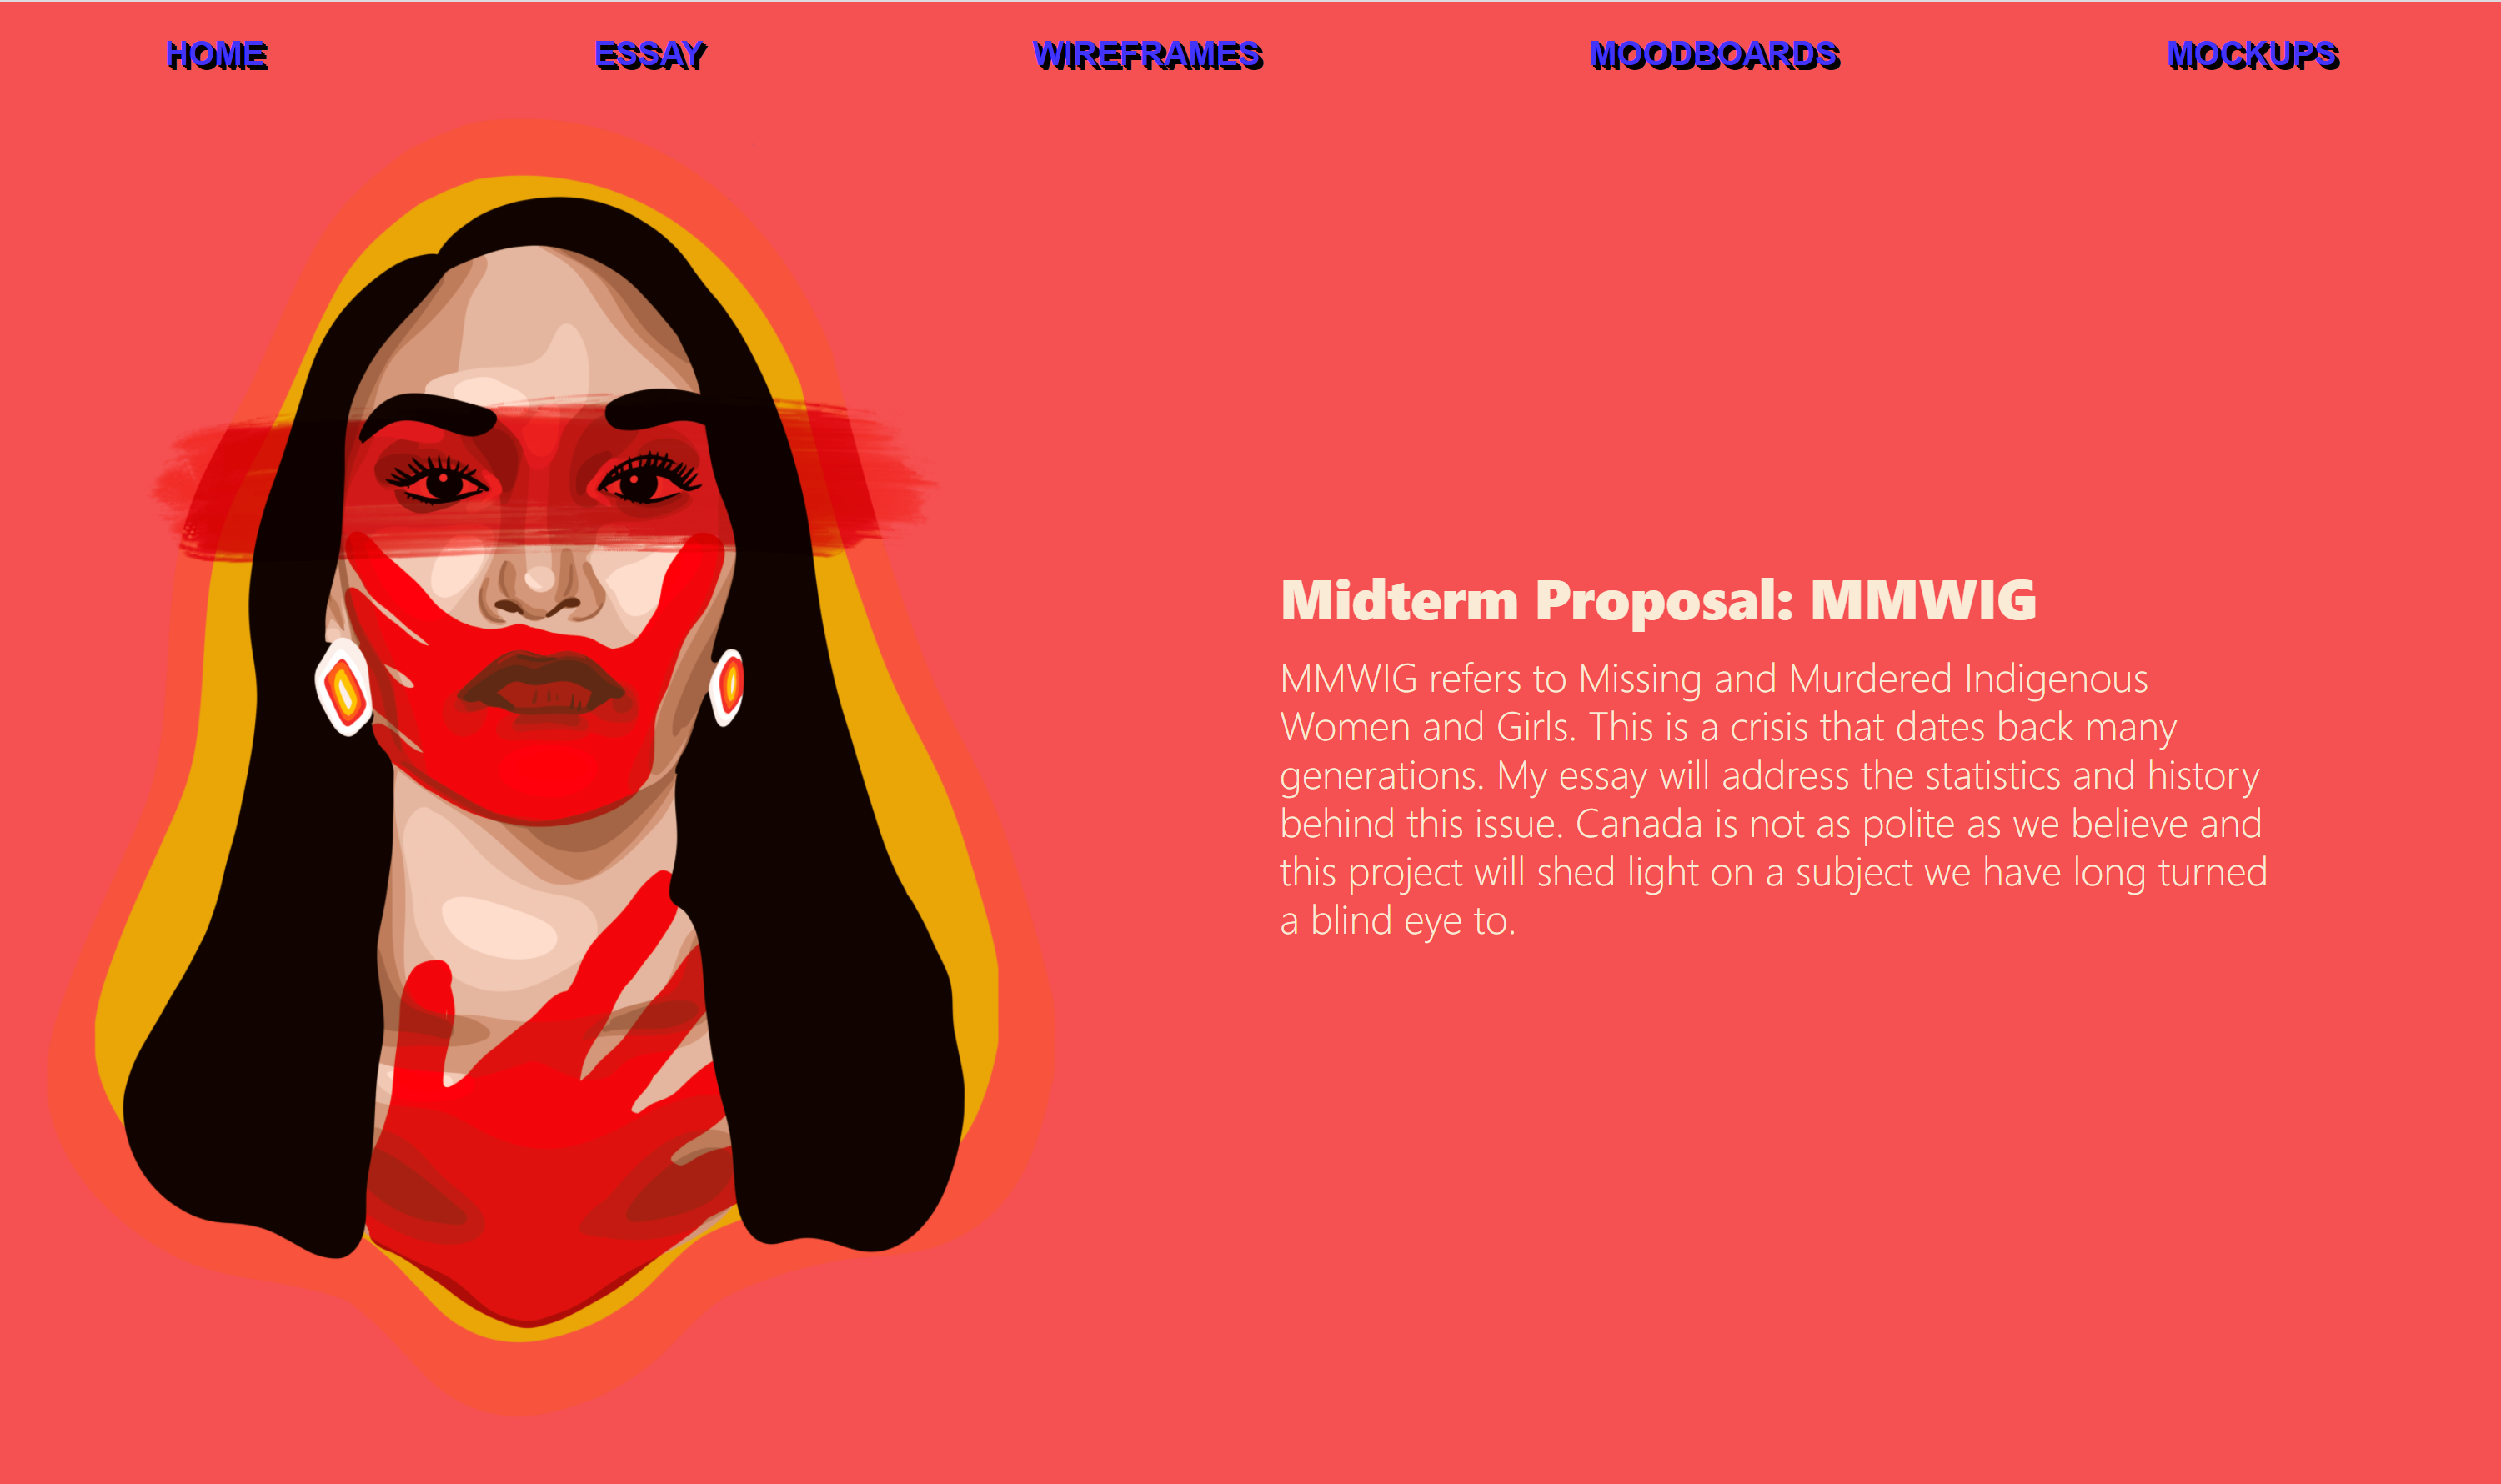 HOME
ESSAY
WIREFRAMES
MOODBOARDS
MOCKUPS
Midterm Proposal: MMWIG
MMWIG refers to Missing and Murdered Indigenous
Women and Girls. This is a crisis that dates back many
generations. My essay will address the statistics and history
behind this issue. Canada is not as polite as we believe and
this project will shed light on a subject we have long turned
a blind eye to.